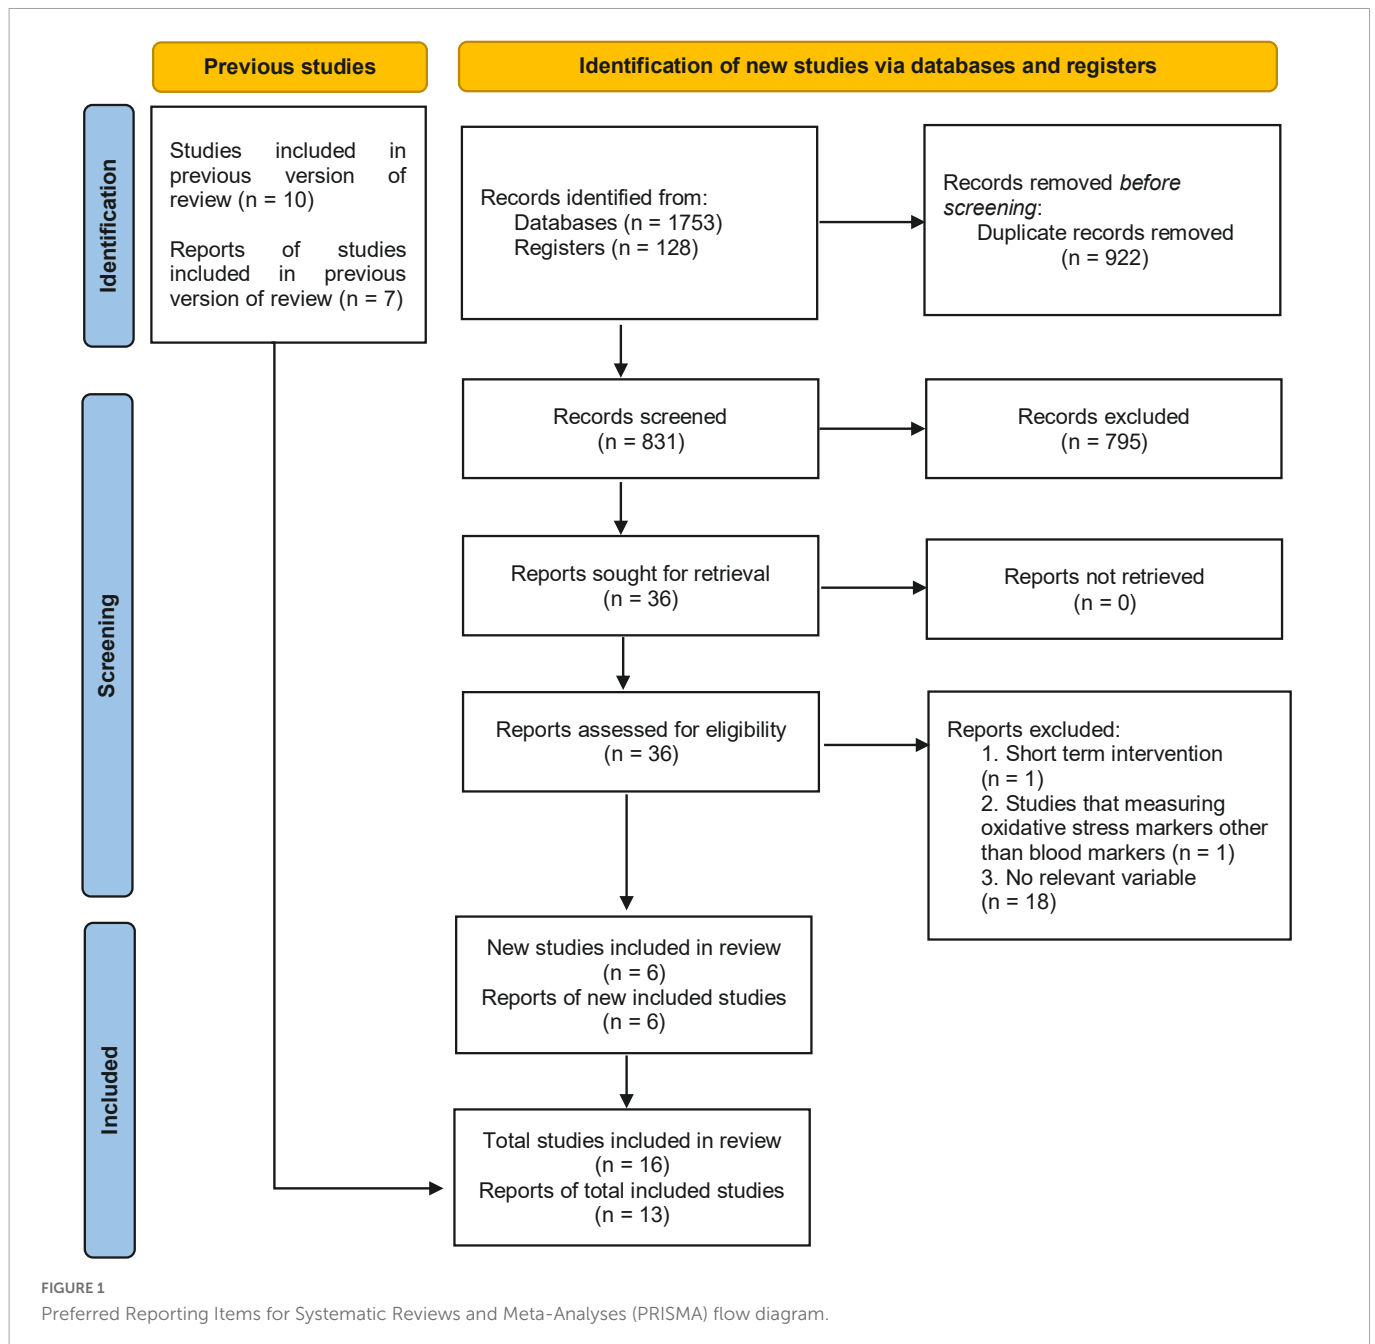 Previous studies
Identification of new studies via databases and registers
Identification
Studies included in
previous version of
review (n = 10)
Reports of studies
included in previous
version of review (n = 7)
Records identified from:
Databases (n = 1753)
Registers (n = 128)
Records removed before
screening:
Duplicate records removed
(n = 922)
Screening
Records screened
(n = 831)
Records excluded
(n = 795)
Reports sought for retrieval
(n = 36)
Reports not retrieved
(n = 0)
Reports assessed for eligibility
(n = 36)
Reports excluded:
1. Short term intervention
(n = 1)
2. Studies that measuring
oxidative stress markers other
than blood markers (n = 1)
3. No relevant variable
(n = 18)
Included
New studies included in review
(n = 6)
Reports of new included studies
(n = 6)
Total studies included in review
(n = 16)
Reports of total included studies
(n = 13)
FIGURE 1
Preferred Reporting Items for Systematic Reviews and Meta-Analyses (PRISMA) flow diagram.